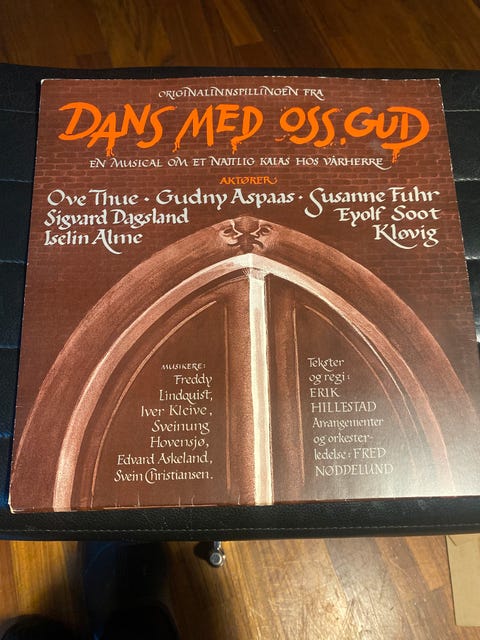 ORIGINALINNSPILLINGEN FRA
DANS MED OSS, GUD
EN MUSICAL OM ET NATTLIG KALAS HOS VÅRHERRE
AKTØRER
Ove Thue · Gudny Aspaas · Susanne Fuhr
Sigvard Dagsland Eyolf Soot
Iselin Alme Kløvig
MUSIKERE:
Freddy
Lindquist,
Iver Kleive,
Sveinung
Hovensjø,
Edvard Askeland,
Svein Christiansen.
Tekster
og regi:
ERIK
HILLESTAD
Arrangementer
og orkester-
ledelse: FRED
NØDDELUND